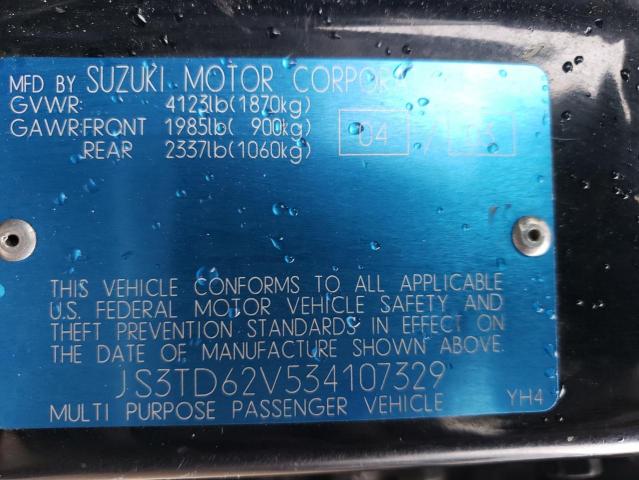 MFD BY SUZUKI MOTOR CORPORA
GVWR: 4123lb(1870kg)
GAWR:FRONT 1985lb( 900kg) 04 /
REAR 2337lb(1060kg)
THIS VEHICLE CONFORMS TO ALL APPLICABLE
U.S. FEDERAL MOTOR VEHICLE SAFETY AND
THEFT PREVENTION STANDARDS IN EFFECT ON
THE DATE OF MANUFACTURE SHOWN ABOVE.
JS3TD62V534107329
MULTI PURPOSE PASSENGER VEHICLE YH4